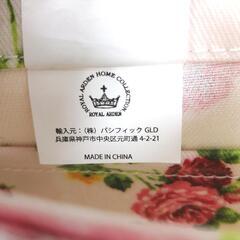 ROYAL ARDEN HOME COLLECTION
ROYAL ARDEN
輸入元：（株）パシフィック GLD
兵庫県神戸市中央区元町通 4-2-21
MADE IN CHINA